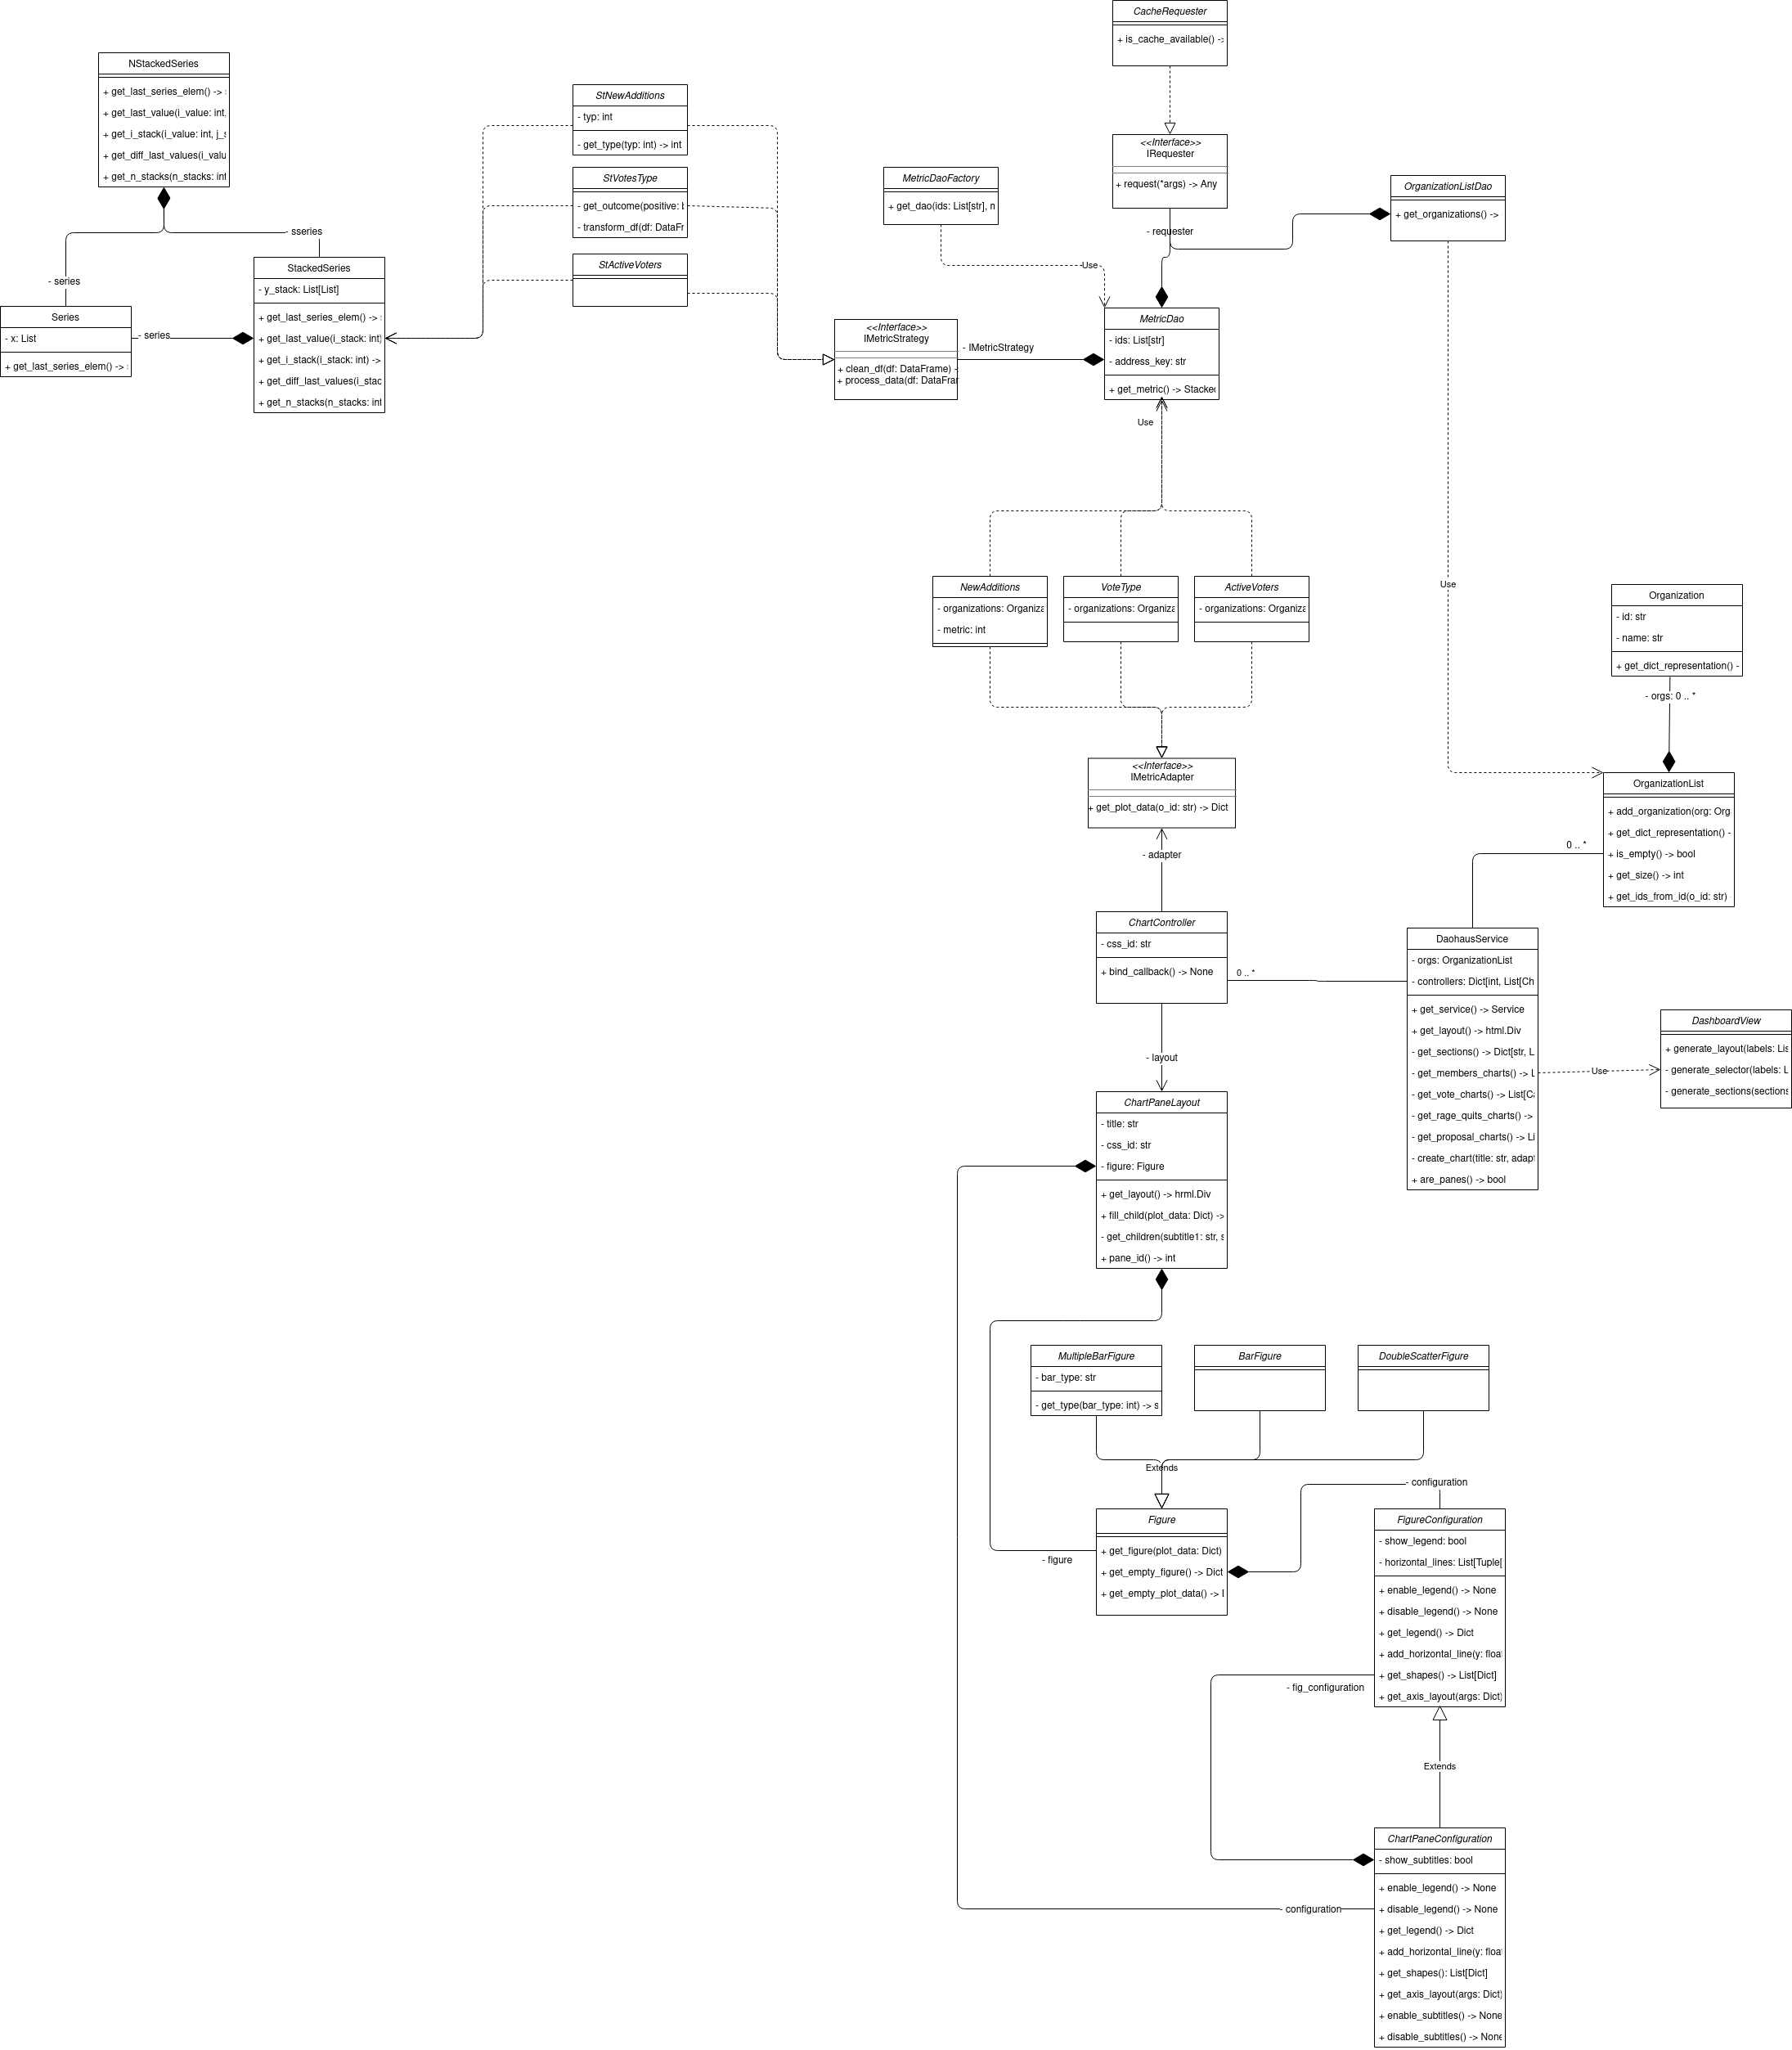 CacheRequester
+ is_cache_available() ->
NStackedSeries
+ get_last_series_elem() ->
+ get_last_value(i_value: int,
+ get_i_stack(i_value: int, j_s
+ get_diff_last_values(i_valu
+ get_n_stacks(n_stacks: int
StNewAdditions
- typ: int
- get_type(typ: int) -> int
StVotesType
- get_outcome(positive: b
- transform_df(df: DataFr
StActiveVoters
<<Interface>>
IRequester
+ request(*args) -> Any
MetricDaoFactory
+ get_dao(ids: List[str], n
OrganizationListDao
+ get_organizations() ->
- requester
- sseries
- series
Use
StackedSeries
- y_stack: List[List]
+ get_last_series_elem() ->
+ get_last_value(i_stack: int)
+ get_i_stack(i_stack: int) ->
+ get_diff_last_values(i_stac
+ get_n_stacks(n_stacks: int
Series
- x: List
+ get_last_series_elem() ->
- series
<<Interface>>
IMetricStrategy
+ clean_df(df: DataFrame) -
+ process_data(df: DataFrar
- IMetricStrategy
MetricDao
- ids: List[str]
- address_key: str
+ get_metric() -> Stacked
Use
NewAdditions
- organizations: Organiza
- metric: int
VoteType
- organizations: Organiza
ActiveVoters
- organizations: Organiza
Use
Organization
- id: str
- name: str
+ get_dict_representation() -
- orgs: 0 .. *
<<Interface>>
IMetricAdapter
+ get_plot_data(o_id: str) -> Dict
OrganizationList
+ add_organization(org: Org
+ get_dict_representation() -
+ is_empty() -> bool
+ get_size() -> int
+ get_ids_from_id(o_id: str)
- adapter
0 .. *
ChartController
- css_id: str
+ bind_callback() -> None
0 .. *
DaohausService
- orgs: OrganizationList
- controllers: Dict[int, List[Ch
+ get_service() -> Service
+ get_layout() -> html.Div
- get_sections() -> Dict[str, L
- get_members_charts() -> L
- get_vote_charts() -> List[Ca
- get_rage_quits_charts() ->
- get_proposal_charts() -> Li
- create_chart(title: str, adapt
+ are_panes() -> bool
Use
DashboardView
+ generate_layout(labels: Lis
- generate_selector(labels: L
- generate_sections(sections
- layout
ChartPaneLayout
- title: str
- css_id: str
- figure: Figure
+ get_layout() -> hrml.Div
+ fill_child(plot_data: Dict) ->
- get_children(subtitle1: str, s
+ pane_id() -> int
MultipleBarFigure
- bar_type: str
- get_type(bar_type: int) -> s
BarFigure
DoubleScatterFigure
Extends
- configuration
Figure
+ get_figure(plot_data: Dict)
+ get_empty_figure() -> Dict
+ get_empty_plot_data() -> I
- figure
FigureConfiguration
- show_legend: bool
- horizontal_lines: List[Tuple[
+ enable_legend() -> None
+ disable_legend() -> None
+ get_legend() -> Dict
+ add_horizontal_line(y: float
+ get_shapes() -> List[Dict]
+ get_axis_layout(args: Dict)
- fig_configuration
Extends
ChartPaneConfiguration
- show_subtitles: bool
+ enable_legend() -> None
+ disable_legend() -> None
+ get_legend() -> Dict
+ add_horizontal_line(y: float
+ get_shapes(): List[Dict]
+ get_axis_layout(args: Dict)
+ enable_subtitles() -> None
+ disable_subtitles() -> None
- configuration